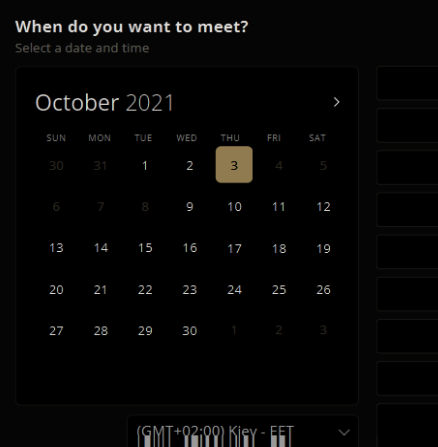 When do you want to meet?
Select a date and time
October 2021
SUN MON TUE WED THU FRI SAT
30 31 1 2 3 4 5
6 7 8 9 10 11 12
13 14 15 16 17 18 19
20 21 22 23 24 25 26
27 28 29 30 1 2 3
(GMT+02:00) Kiev - EET